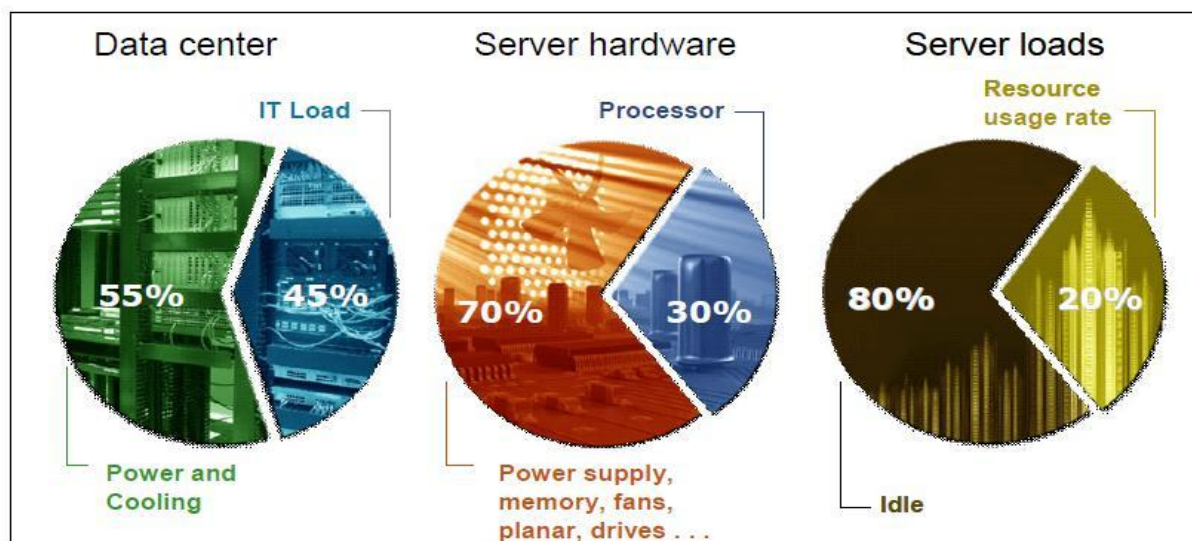 Data center
IT Load
55%
45%
Power and
Cooling
Server hardware
Processor
70%
30%
Power supply,
memory, fans,
planar, drives . . .
Server loads
Resource
usage rate
80%
20%
Idle